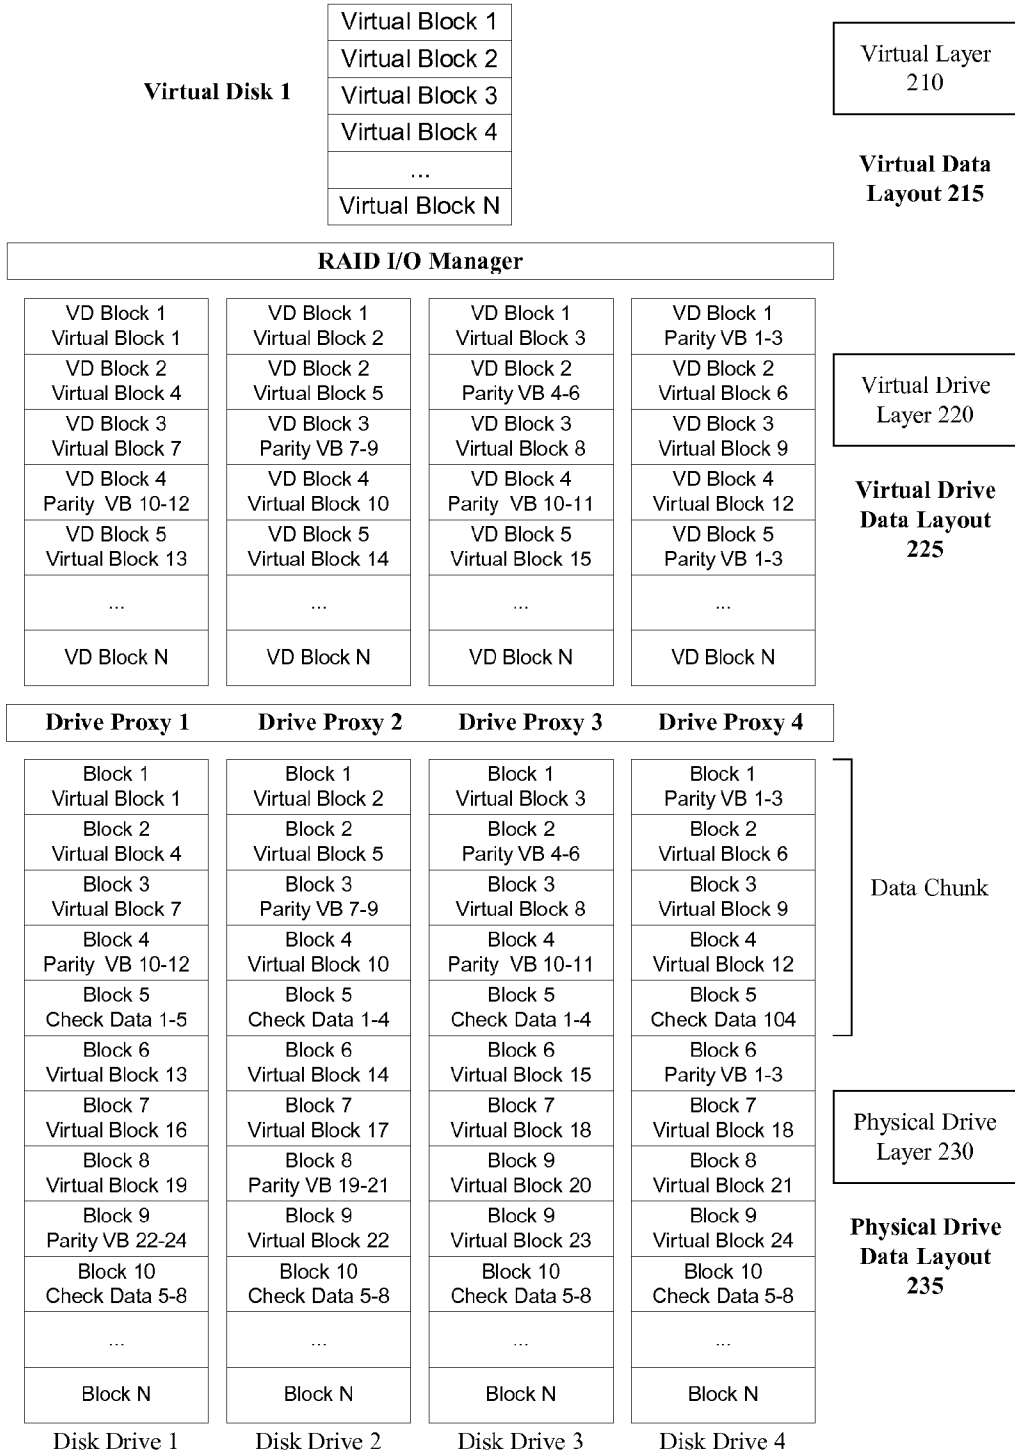 Virtual Disk 1
Virtual Block 1
Virtual Block 2
Virtual Block 3
Virtual Block 4
...
Virtual Block N
Virtual Layer
210
Virtual Data
Layout 215
RAID I/O Manager
VD Block 1
Virtual Block 1
VD Block 1
Virtual Block 2
VD Block 1
Virtual Block 3
VD Block 1
Parity VB 1-3
VD Block 2
Virtual Block 4
VD Block 2
Virtual Block 5
VD Block 2
Parity VB 4-6
VD Block 2
Virtual Block 6
VD Block 3
Virtual Block 7
VD Block 3
Parity VB 7-9
VD Block 3
Virtual Block 8
VD Block 3
Virtual Block 9
VD Block 4
Parity VB 10-12
VD Block 4
Virtual Block 10
VD Block 4
Parity VB 10-11
VD Block 4
Virtual Block 12
VD Block 5
Virtual Block 13
VD Block 5
Virtual Block 14
VD Block 5
Virtual Block 15
VD Block 5
Parity VB 1-3
...
...
...
...
VD Block N
VD Block N
VD Block N
VD Block N
Virtual Drive
Layer 220
Virtual Drive
Data Layout
225
Drive Proxy 1
Drive Proxy 2
Drive Proxy 3
Drive Proxy 4
Block 1
Virtual Block 1
Block 1
Virtual Block 2
Block 1
Virtual Block 3
Block 1
Parity VB 1-3
Block 2
Virtual Block 4
Block 2
Virtual Block 5
Block 2
Parity VB 4-6
Block 2
Virtual Block 6
Block 3
Virtual Block 7
Block 3
Parity VB 7-9
Block 3
Virtual Block 8
Block 3
Virtual Block 9
Block 4
Parity VB 10-12
Block 4
Virtual Block 10
Block 4
Parity VB 10-11
Block 4
Virtual Block 12
Block 5
Check Data 1-5
Block 5
Check Data 1-4
Block 5
Check Data 1-4
Block 5
Check Data 104
Block 6
Virtual Block 13
Block 6
Virtual Block 14
Block 6
Virtual Block 15
Block 6
Parity VB 1-3
Block 7
Virtual Block 16
Block 7
Virtual Block 17
Block 7
Virtual Block 18
Block 7
Virtual Block 18
Block 8
Virtual Block 19
Block 8
Parity VB 19-21
Block 9
Virtual Block 20
Block 8
Virtual Block 21
Block 9
Parity VB 22-24
Block 9
Virtual Block 22
Block 9
Virtual Block 23
Block 9
Virtual Block 24
Block 10
Check Data 5-8
Block 10
Check Data 5-8
Block 10
Check Data 5-8
Block 10
Check Data 5-8
...
...
...
...
Block N
Block N
Block N
Block N
Data Chunk
Physical Drive
Layer 230
Physical Drive
Data Layout
235
Disk Drive 1
Disk Drive 2
Disk Drive 3
Disk Drive 4